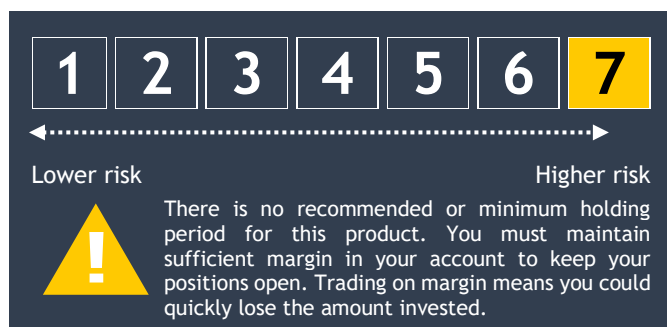 1 2 3 4 5 6 7
Lower risk Higher risk
!
There is no recommended or minimum holding
period for this product. You must maintain
sufficient margin in your account to keep your
positions open. Trading on margin means you could
quickly lose the amount invested.